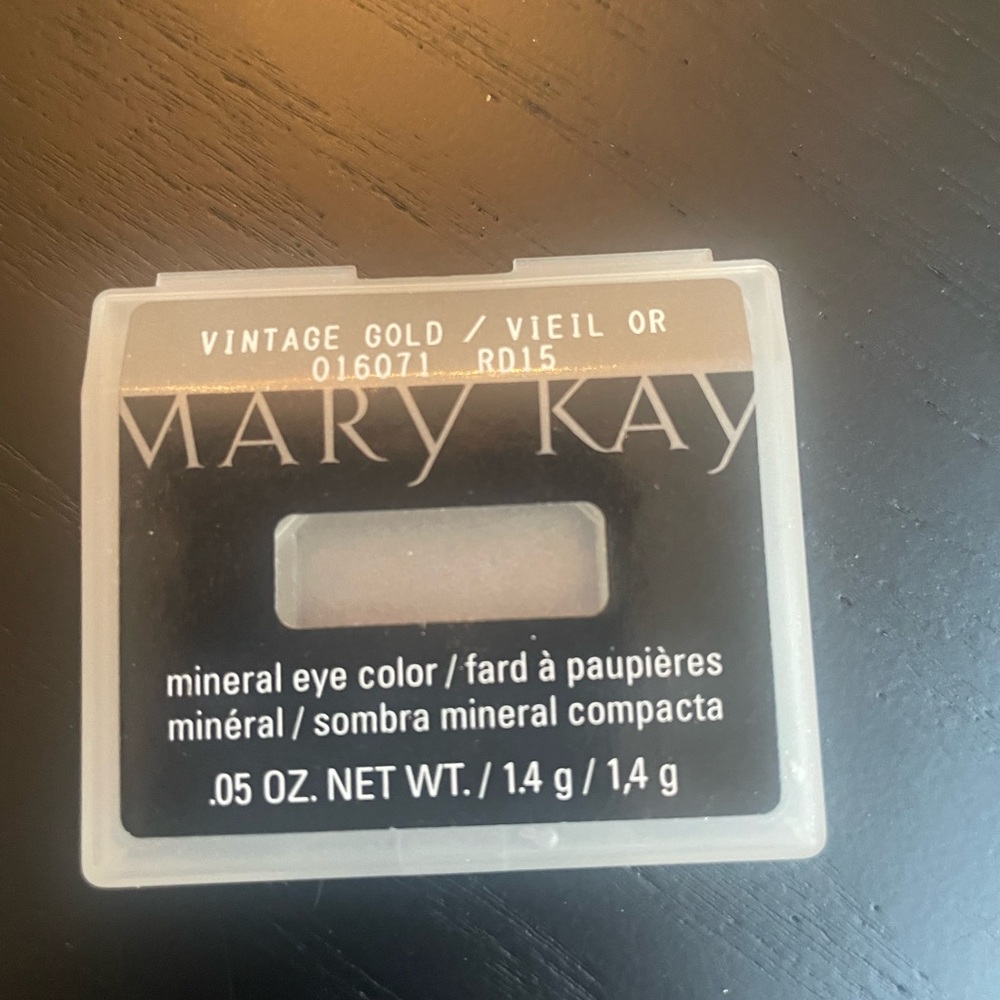 VINTAGE GOLD / VIEIL OR
016071 RD15
MARY KAY
mineral eye color / fard à paupières
minéral / sombra mineral compacta
.05 OZ. NET WT. / 1.4 g / 1,4 g